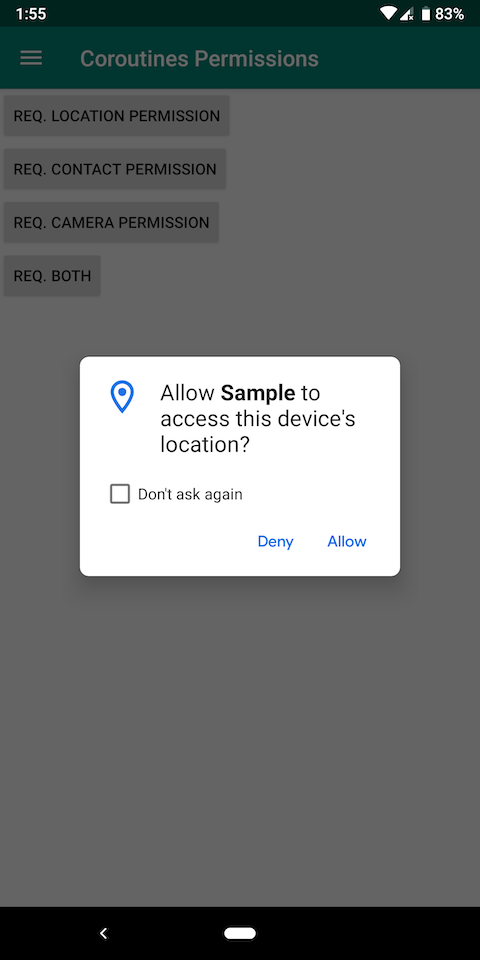 1:55
83%
Coroutines Permissions
REQ. LOCATION PERMISSION
REQ. CONTACT PERMISSION
REQ. CAMERA PERMISSION
REQ. BOTH
Allow Sample to
access this device's
location?
Don't ask again
Deny
Allow